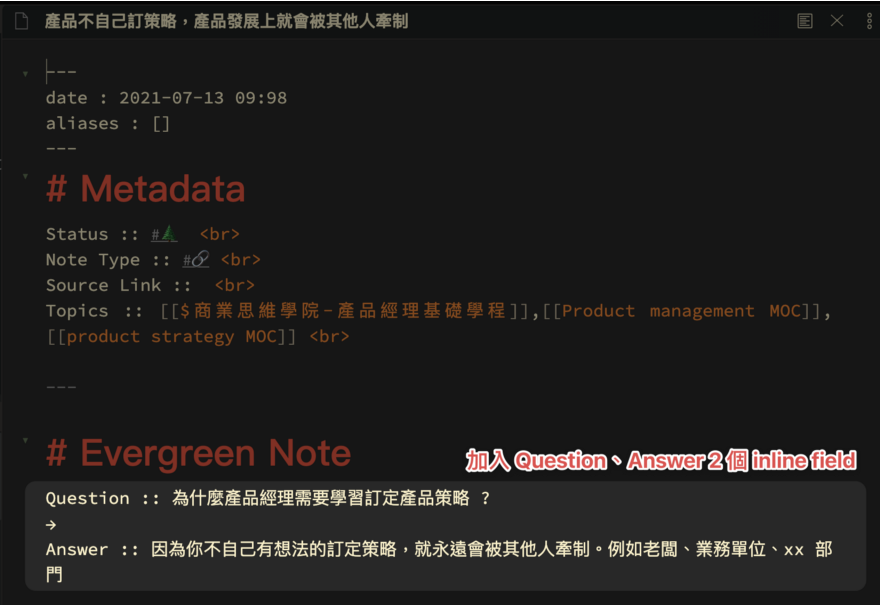 產品不自己訂策略，產品發展上就會被其他人牽制
---
date : 2021-07-13 09:98
aliases : []
---
# Metadata
Status :: #🌲 <br>
Note Type :: #🔗 <br>
Source Link :: <br>
Topics :: [[$商業思維學院-產品經理基礎學程]],[[Product management MOC]],
[[product strategy MOC]] <br>
---
# Evergreen Note
加入 Question、Answer 2 個 inline field
Question :: 為什麼產品經理需要學習訂定產品策略 ?
→
Answer :: 因為你不自己有想法的訂定策略，就永遠會被其他人牽制。例如老闆、業務單位、xx 部
門